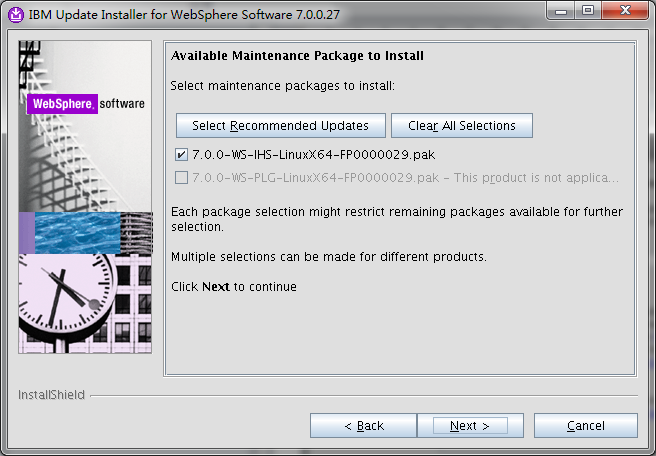 IBM Update Installer for WebSphere Software 7.0.0.27
WebSphere. software
Available Maintenance Package to Install
Select maintenance packages to install:
Select Recommended Updates
Clear All Selections
7.0.0-WS-IHS-LinuxX64-FP0000029.pak
7.0.0-WS-PLG-LinuxX64-FP0000029.pak - This product is not applica...
Each package selection might restrict remaining packages available for further
selection.
Multiple selections can be made for different products.
Click Next to continue
InstallShield
< Back
Next >
Cancel